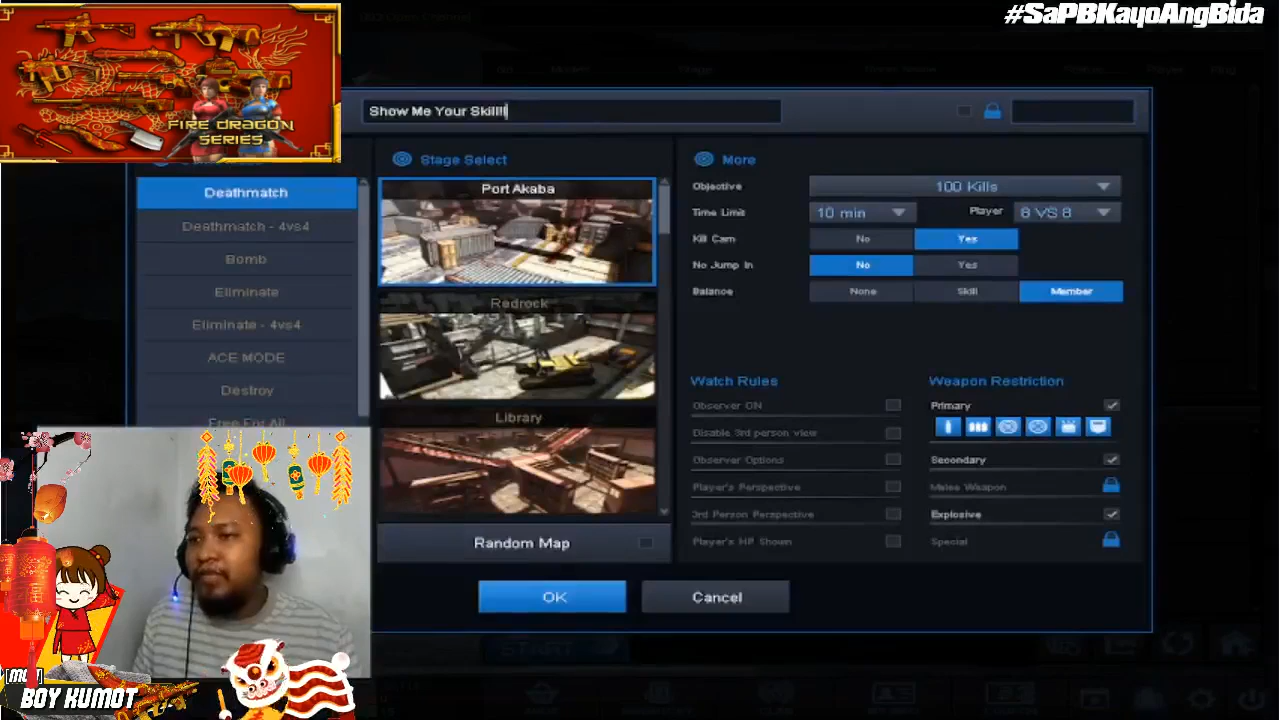 #SaPBKayoAngBida
FIRE DRAGON
SERIES
Show Me Your Skill!!
Stage Select
More
Deathmatch
Deathmatch - 4vs4
Bomb
Eliminate
Eliminate - 4vs4
ACE MODE
Destroy
Free For All
Port Akaba
Redrock
Library
Random Map
Objective
100 Kills
Time Limit
10 min
Player
8 VS 8
Kill Cam
No
Yes
No Jump In
No
Yes
Balance
None
Skill
Member
Watch Rules
Observer ON
Disable 3rd person view
Observer Options
Player's Perspective
3rd Person Perspective
Player's HP Shown
Weapon Restriction
Primary
Secondary
Melee Weapon
Explosive
Special
OK
Cancel
START
BOY KUMOT